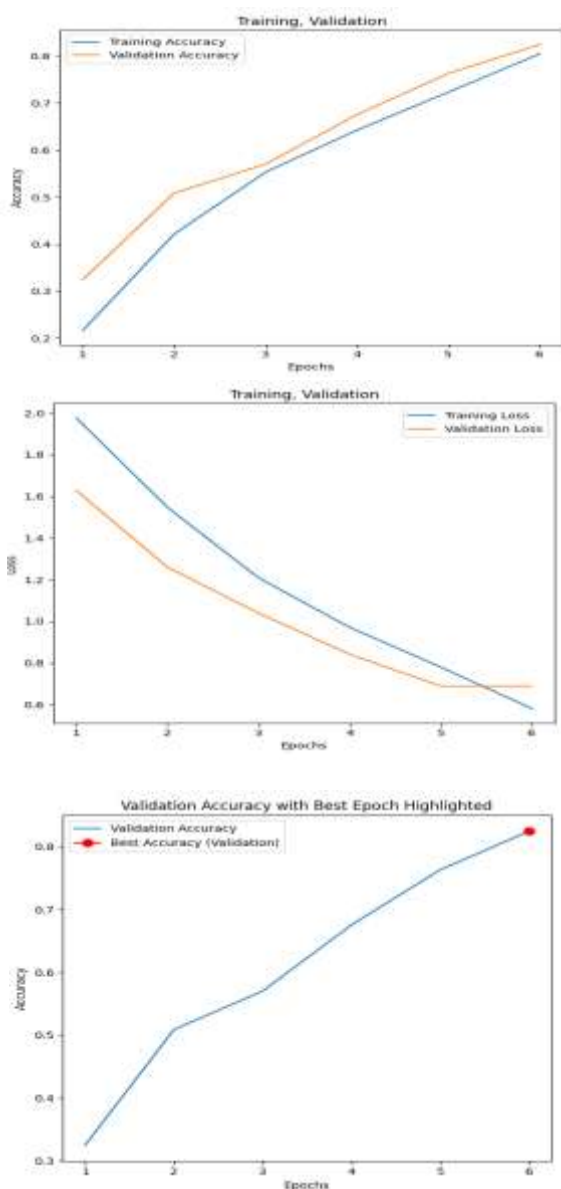 Training, Validation
Training Accuracy
Validation Accuracy
0.8
0.7
0.6
0.5
0.4
0.3
0.2
Accuracy
1 2 3 4 5 6
Epochs
Training, Validation
Training Loss
Validation Loss
2.0
1.8
1.6
1.4
1.2
1.0
0.8
0.6
Loss
1 2 3 4 5 6
Epochs
Validation Accuracy with Best Epoch Highlighted
Validation Accuracy
Best Accuracy (Validation)
0.8
0.7
0.6
0.5
0.4
0.3
Accuracy
1 2 3 4 5 6
Epochs